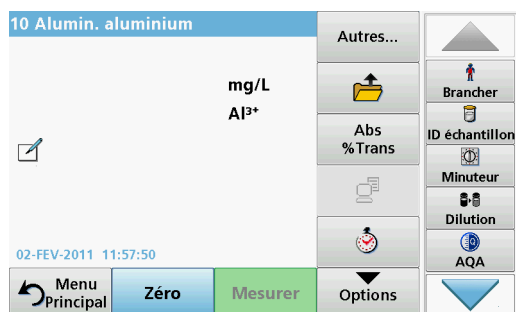 10 Alumin. aluminium
mg/L
Al³⁺
02-FEV-2011 11:57:50
Menu
Principal
Zéro
Mesurer
Autres...
Abs
%Trans
Options
Brancher
ID échantillon
Minuteur
Dilution
AQA